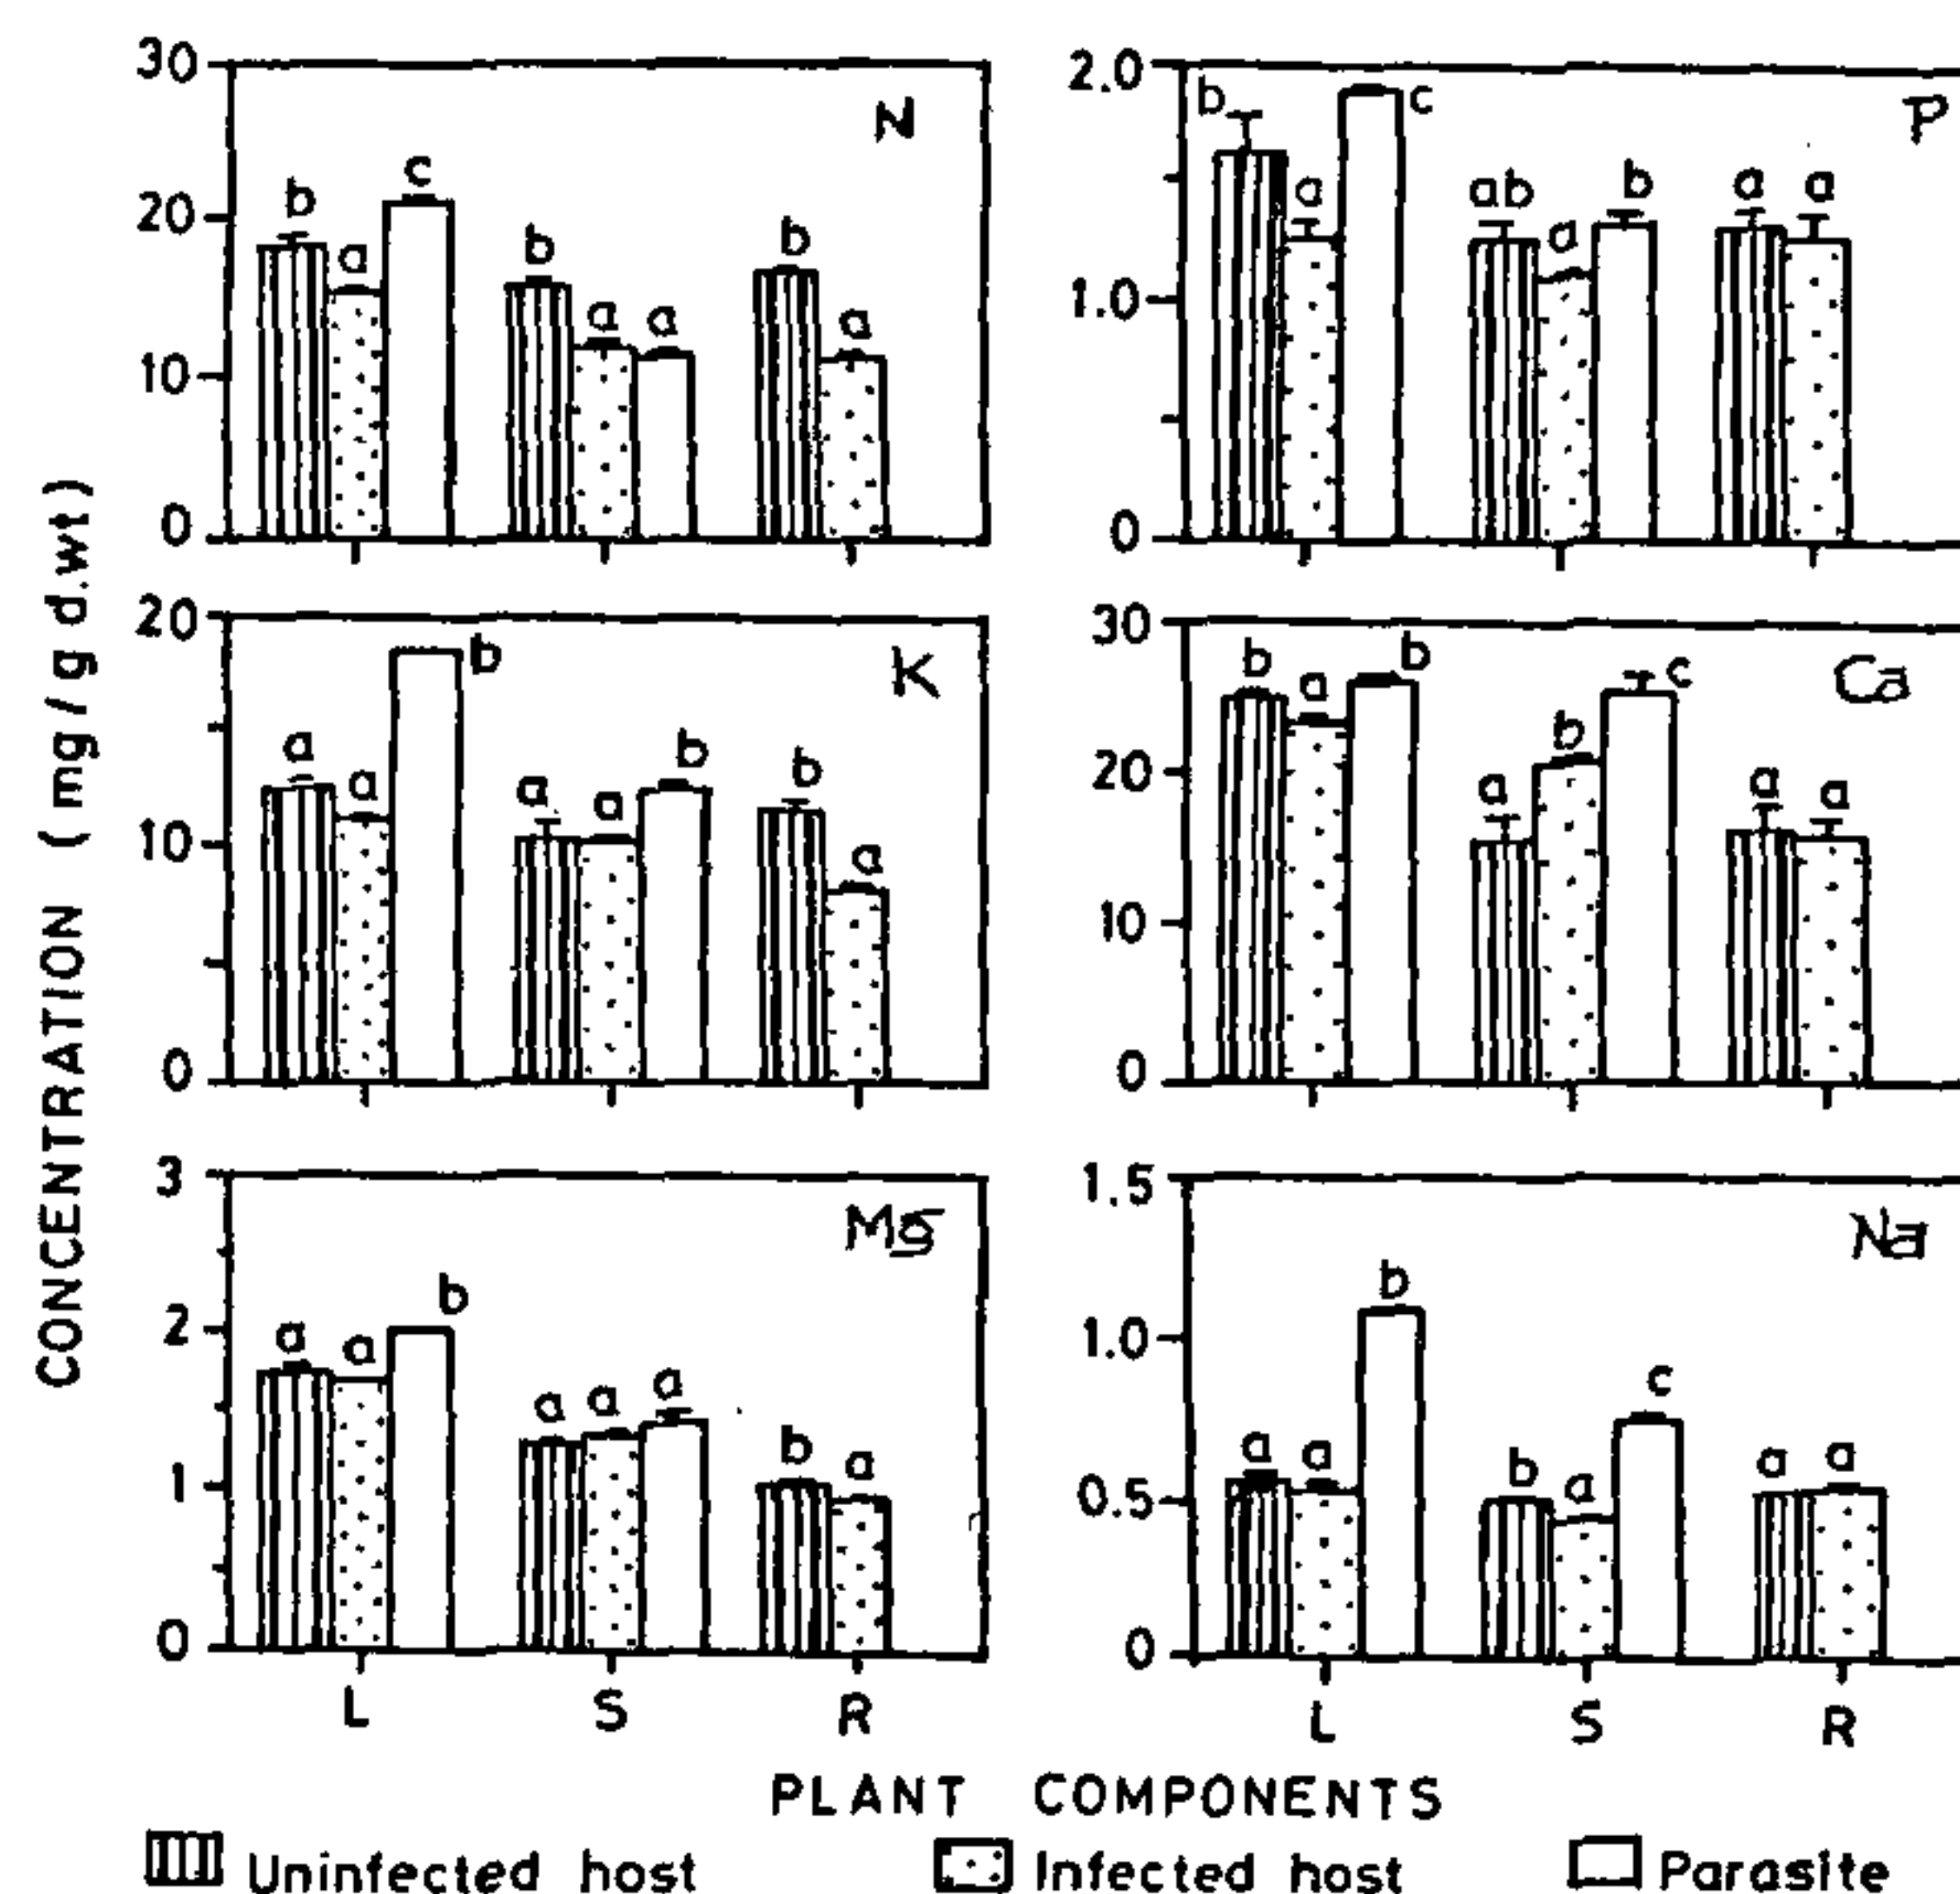 CONCENTRATION (mg/g d.wt)
30
20
10
0
N
b a c
b a a
b a
2.0
1.0
0
P
b a c
ab a b
a a
20
10
0
K
a a b
a a b
b a
30
20
10
0
Ca
b a b
a b c
a a
3
2
1
0
Mg
a a b
a a a
b a
L S R
1.5
1.0
0.5
0
Na
a a b
b a c
a a
L S R
PLANT COMPONENTS
Uninfected host Infected host Parasite